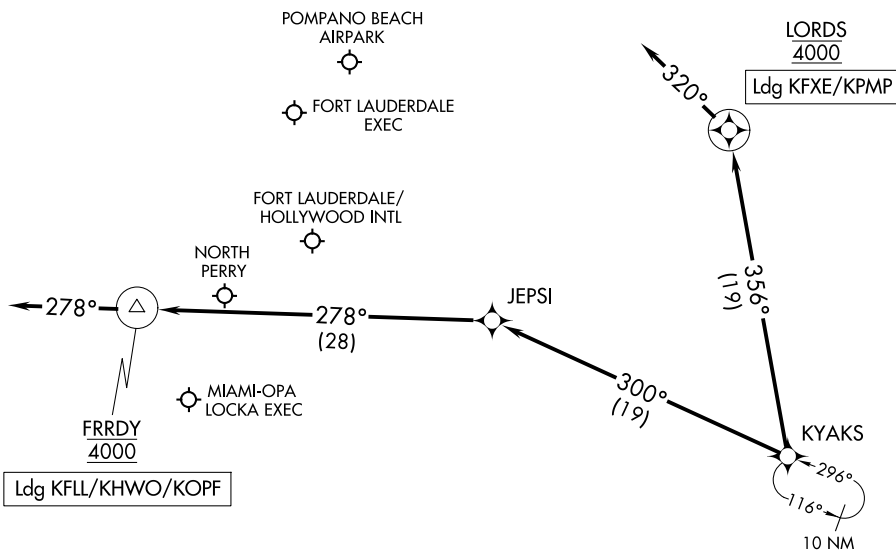 POMPANO BEACH
AIRPARK
LORDS
4000
Ldg KFXE/KPMP
320°
FORT LAUDERDALE
EXEC
FORT LAUDERDALE/
HOLLYWOOD INTL
NORTH
PERRY
356°
(19)
JEPSI
278°
278°
(28)
300°
(19)
MIAMI-OPA
LOCKA EXEC
FRRDY
4000
Ldg KFLL/KHWO/KOPF
KYAKS
296°
116°
10 NM